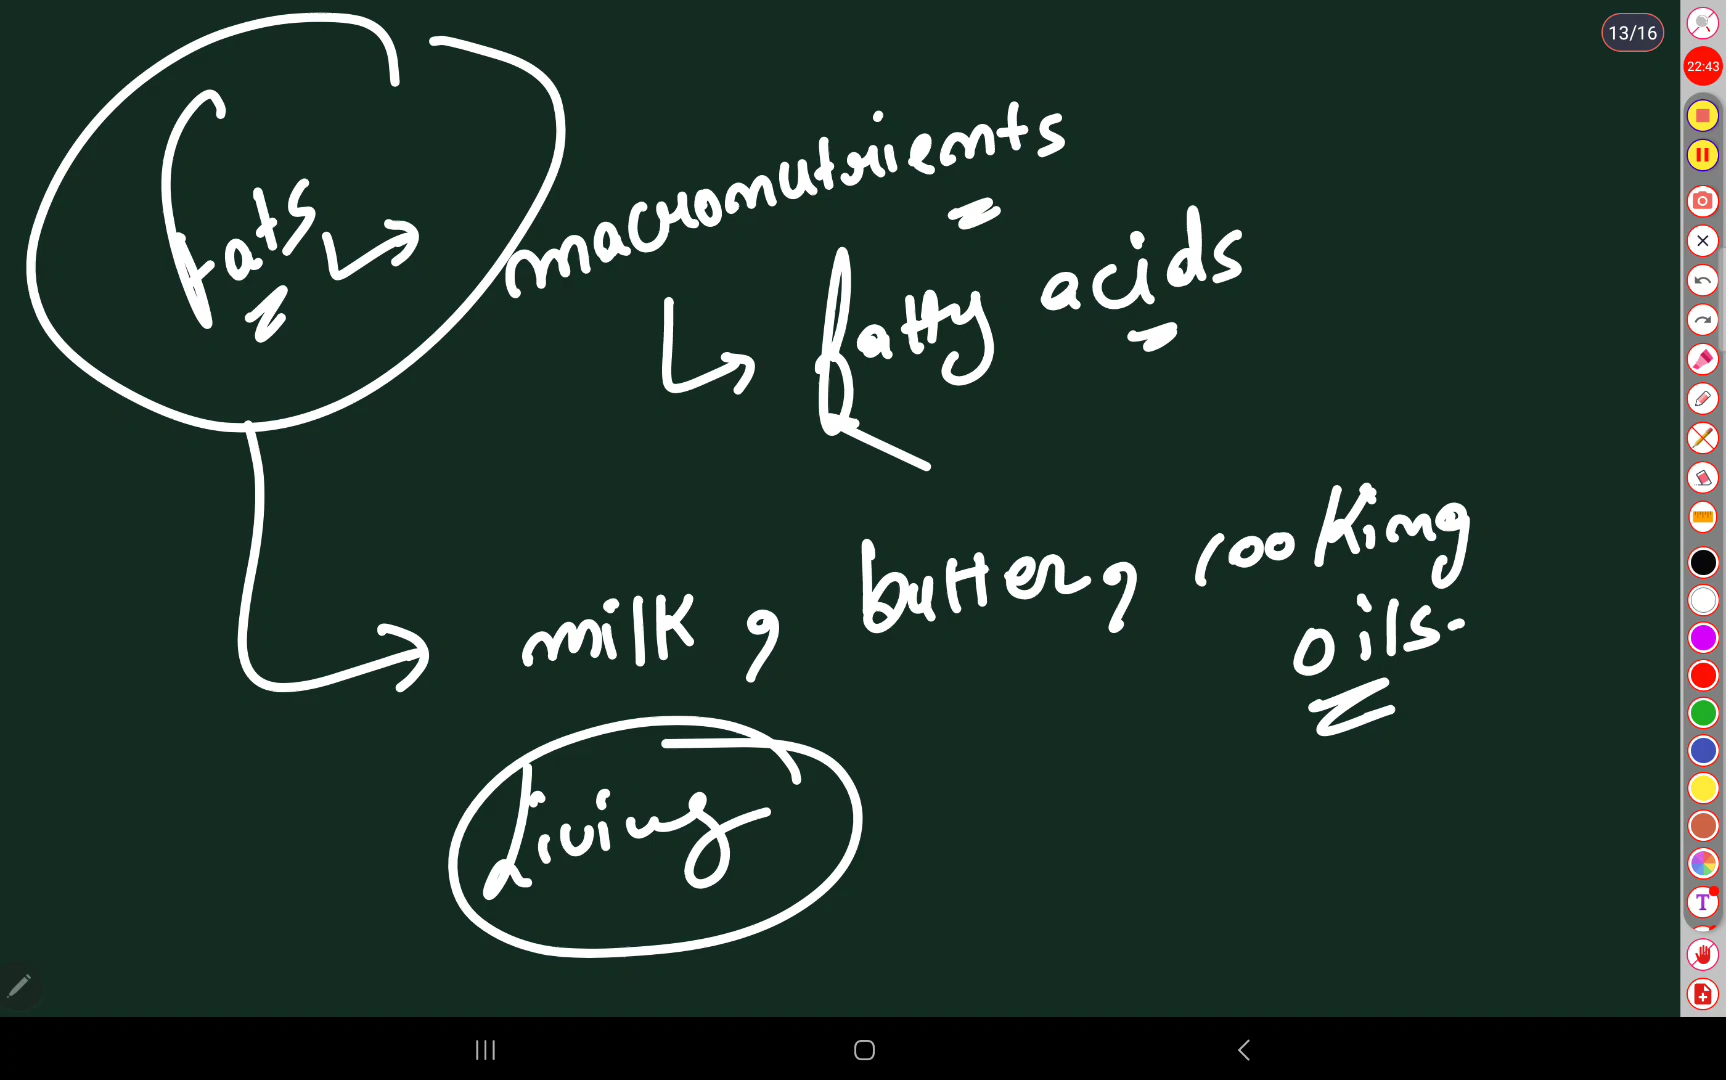 13/16
22:43
fats macronutrients
fatty acids
milk, butter, cooking
oils.
Living
T